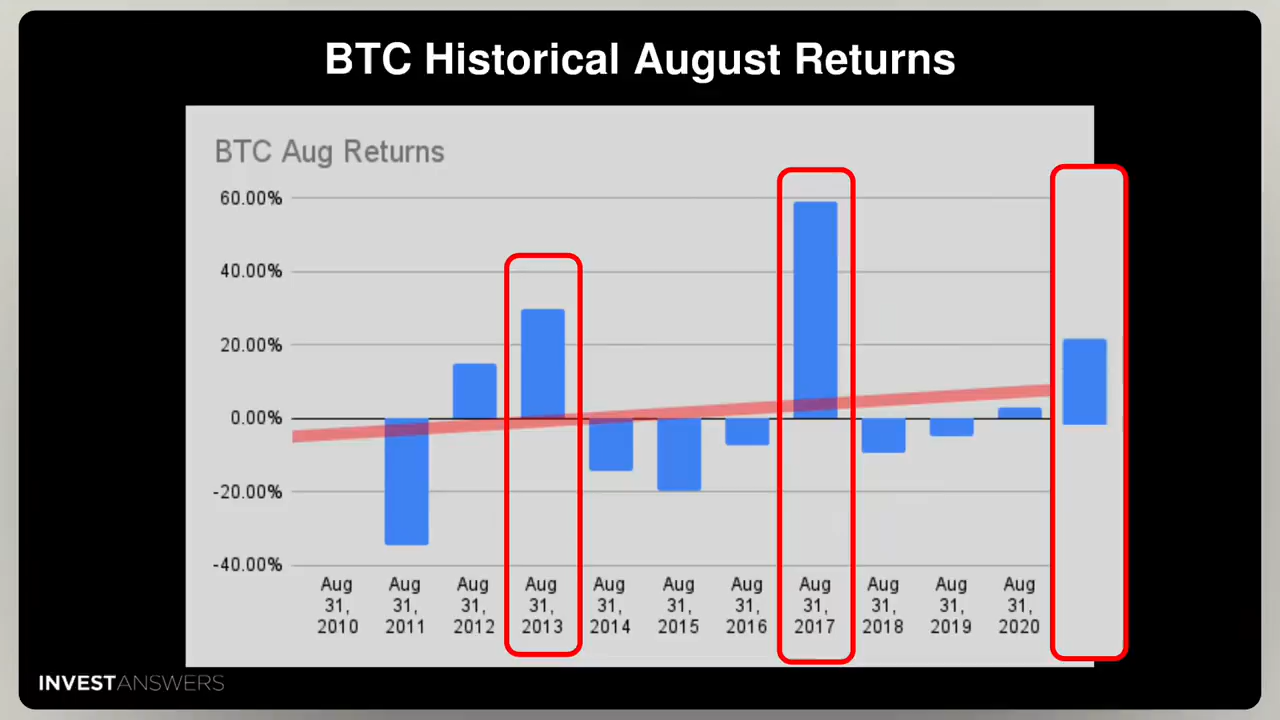 BTC Historical August Returns
BTC Aug Returns
60.00%
40.00%
20.00%
0.00%
-20.00%
-40.00%
Aug 31, 2010
Aug 31, 2011
Aug 31, 2012
Aug 31, 2013
Aug 31, 2014
Aug 31, 2015
Aug 31, 2016
Aug 31, 2017
Aug 31, 2018
Aug 31, 2019
Aug 31, 2020
INVESTANSWERS